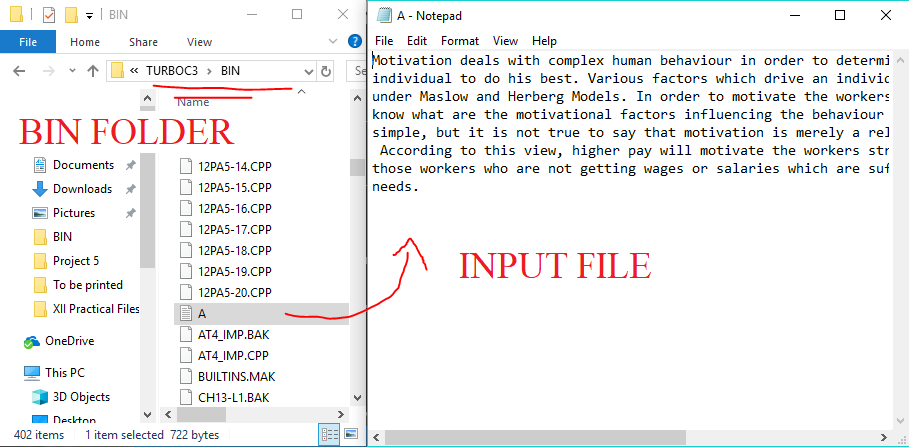 BIN
File
Home
Share
View
« TURBOC3 > BIN
Se
Name
BIN FOLDER
Documents
Downloads
Pictures
BIN
Project 5
To be printed
XII Practical Files
OneDrive
This PC
3D Objects
Desktop
12PA5-14.CPP
12PA5-15.CPP
12PA5-16.CPP
12PA5-17.CPP
12PA5-18.CPP
12PA5-19.CPP
12PA5-20.CPP
A
AT4_IMP.BAK
AT4_IMP.CPP
BUILTINS.MAK
CH13-L1.BAK
402 items 1 item selected 722 bytes
A - Notepad
File Edit Format View Help
Motivation deals with complex human behaviour in order to determi
individual to do his best. Various factors which drive an indivic
under Maslow and Herberg Models. In order to motivate the workers
know what are the motivational factors influencing the behaviour
simple, but it is not true to say that motivation is merely a rel
According to this view, higher pay will motivate the workers str
those workers who are not getting wages or salaries which are suf
needs.
INPUT FILE